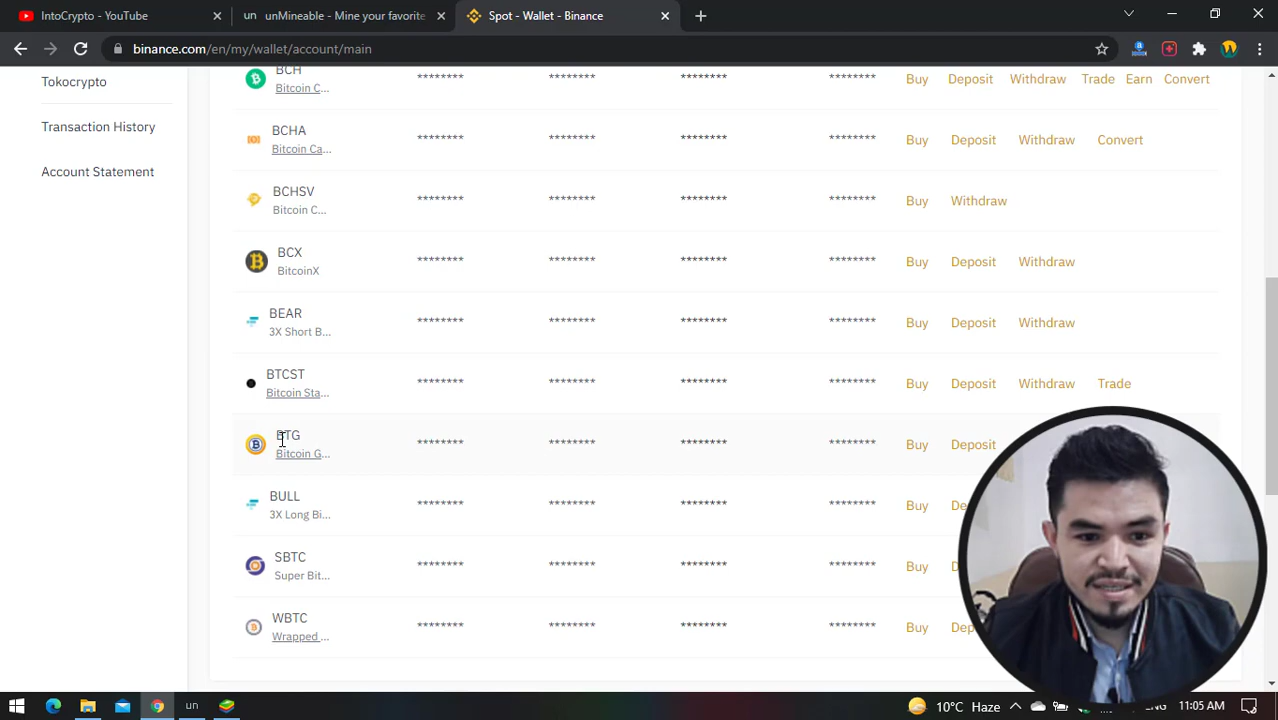 IntoCrypto - YouTube
un unMineable - Mine your favorite
Spot - Wallet - Binance
binance.com/en/my/wallet/account/main
Tokocrypto
Transaction History
Account Statement
BCH ******** ******** ******** ******** Buy Deposit Withdraw Trade Earn Convert
Bitcoin C...
BCHA ******** ******** ******** ******** Buy Deposit Withdraw Convert
Bitcoin Ca...
BCHSV ******** ******** ******** ******** Buy Withdraw
Bitcoin C...
BCX ******** ******** ******** ******** Buy Deposit Withdraw
BitcoinX
BEAR ******** ******** ******** ******** Buy Deposit Withdraw
3X Short B...
BTCST ******** ******** ******** ******** Buy Deposit Withdraw Trade
Bitcoin Sta...
BTG ******** ******** ******** ******** Buy Deposit
Bitcoin G...
BULL ******** ******** ******** ******** Buy
3X Long Bi...
SBTC ******** ******** ******** ******** Buy
Super Bit...
WBTC ******** ******** ******** ******** Buy
Wrapped ...
un
10°C Haze
ENG
11:05 AM